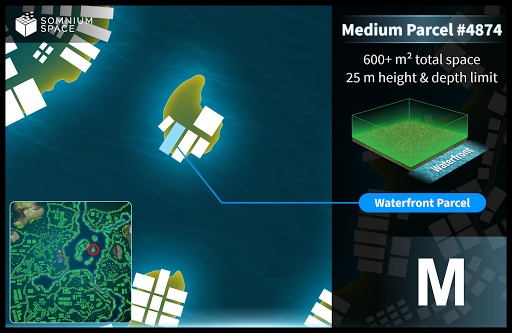 SOMNIUM
SPACE
Medium Parcel #4874
600+ m² total space
25 m height & depth limit
Waterfront
Waterfront Parcel
M